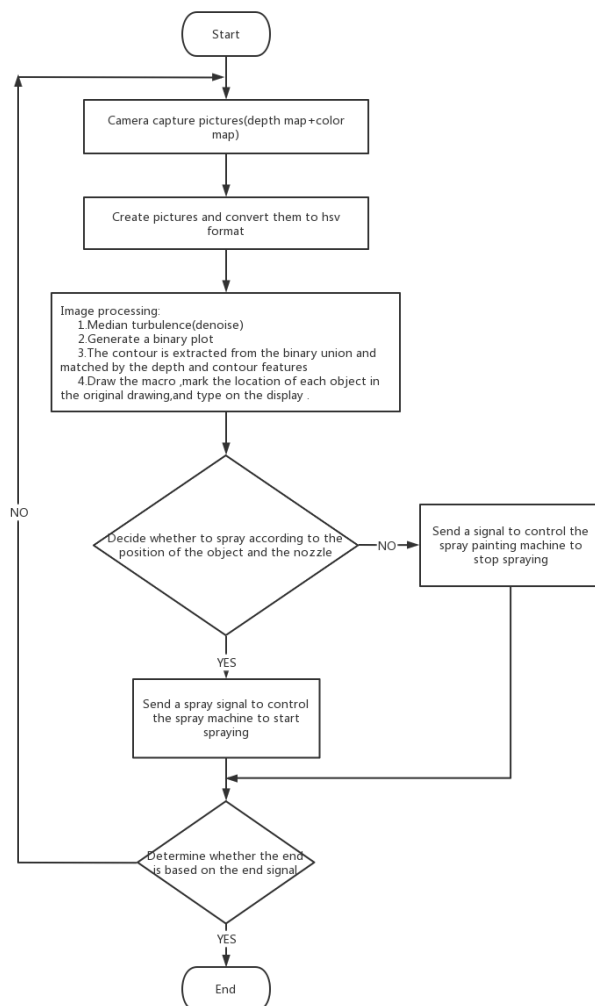 Start
Camera capture pictures(depth map+color
map)
Create pictures and convert them to hsv
format
Image processing:
1.Median turbulence(denoise)
2.Generate a binary plot
3.The contour is extracted from the binary union and
matched by the depth and contour features
4.Draw the macro ,mark the location of each object in
the original drawing,and type on the display .
Decide whether to spray according to the
position of the object and the nozzle
NO
Send a signal to control the
spray painting machine to
stop spraying
YES
Send a spray signal to control
the spray machine to start
spraying
Determine whether the end
is based on the end signal
NO
YES
End